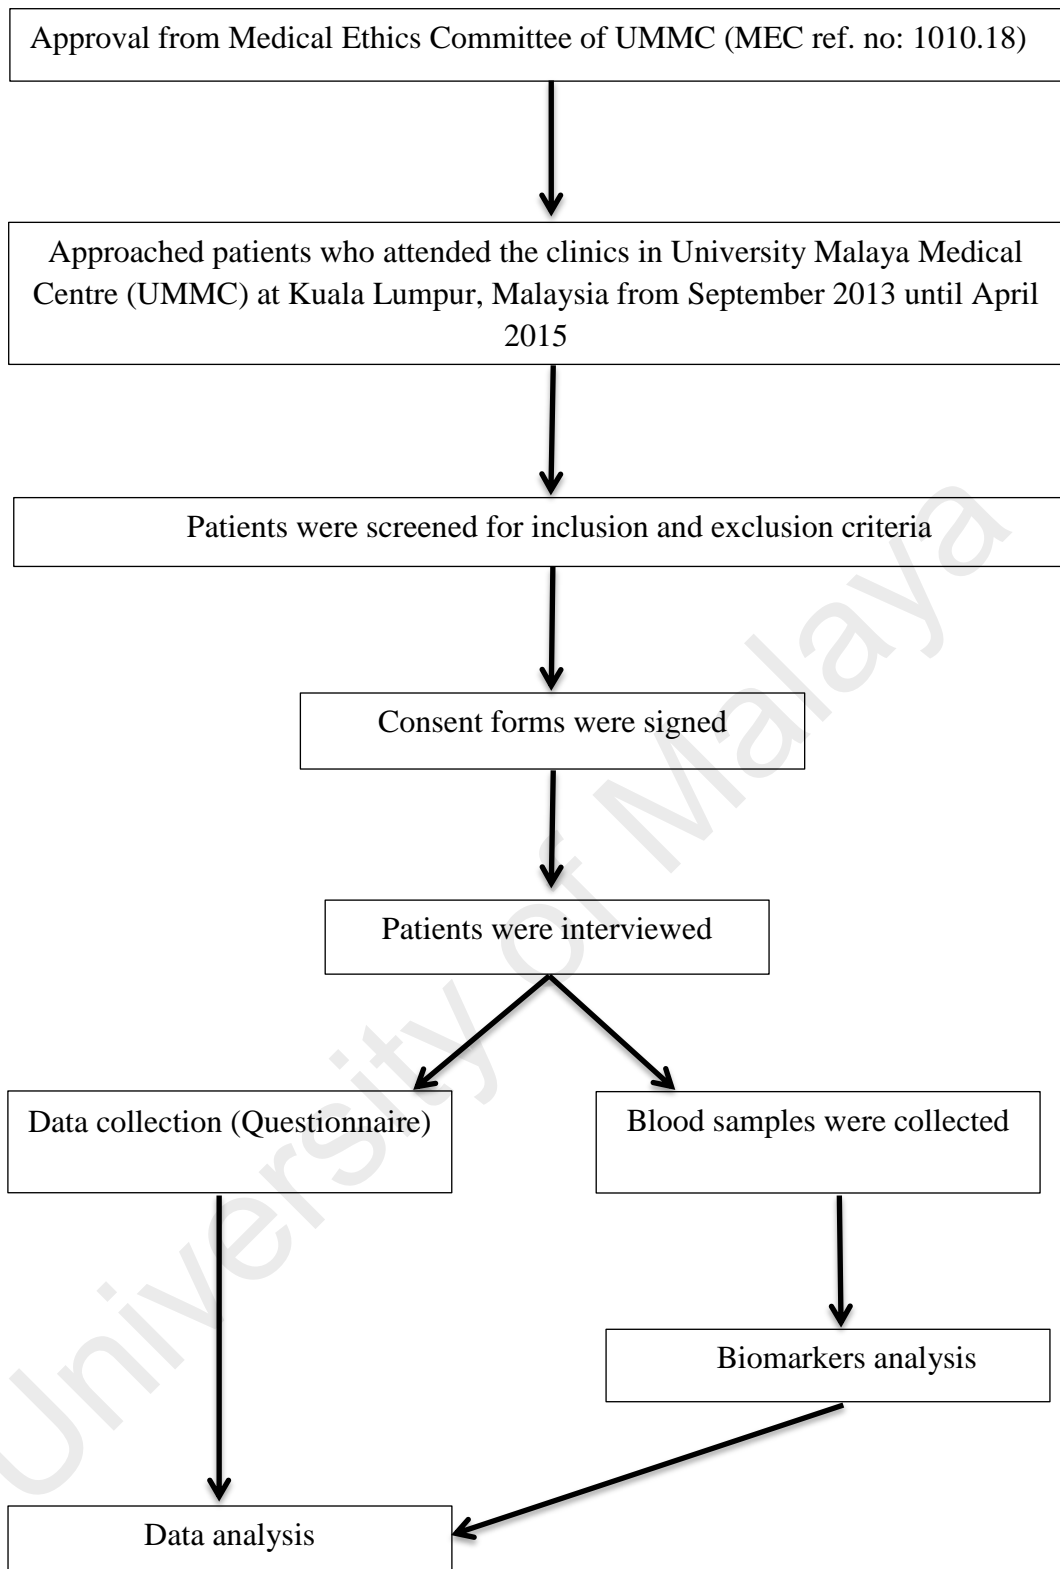 Approval from Medical Ethics Committee of UMMC (MEC ref. no: 1010.18)
Approached patients who attended the clinics in University Malaya Medical
Centre (UMMC) at Kuala Lumpur, Malaysia from September 2013 until April
2015
Patients were screened for inclusion and exclusion criteria
Consent forms were signed
Patients were interviewed
Data collection (Questionnaire)
Blood samples were collected
Biomarkers analysis
Data analysis
University of Malaya